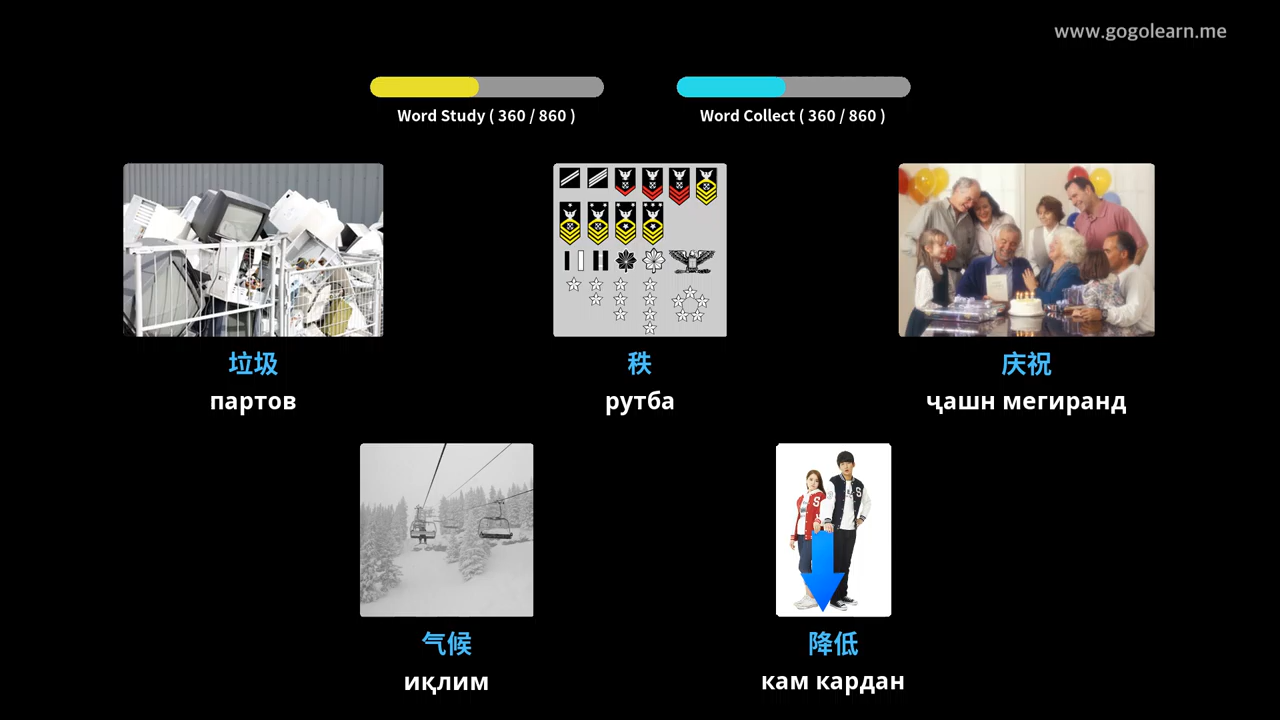 www.gogolearn.me
Word Study ( 360 / 860 )
Word Collect ( 360 / 860 )
垃圾
партов
秩
рутба
庆祝
ҷашн мегиранд
气候
иқлим
降低
кам кардан